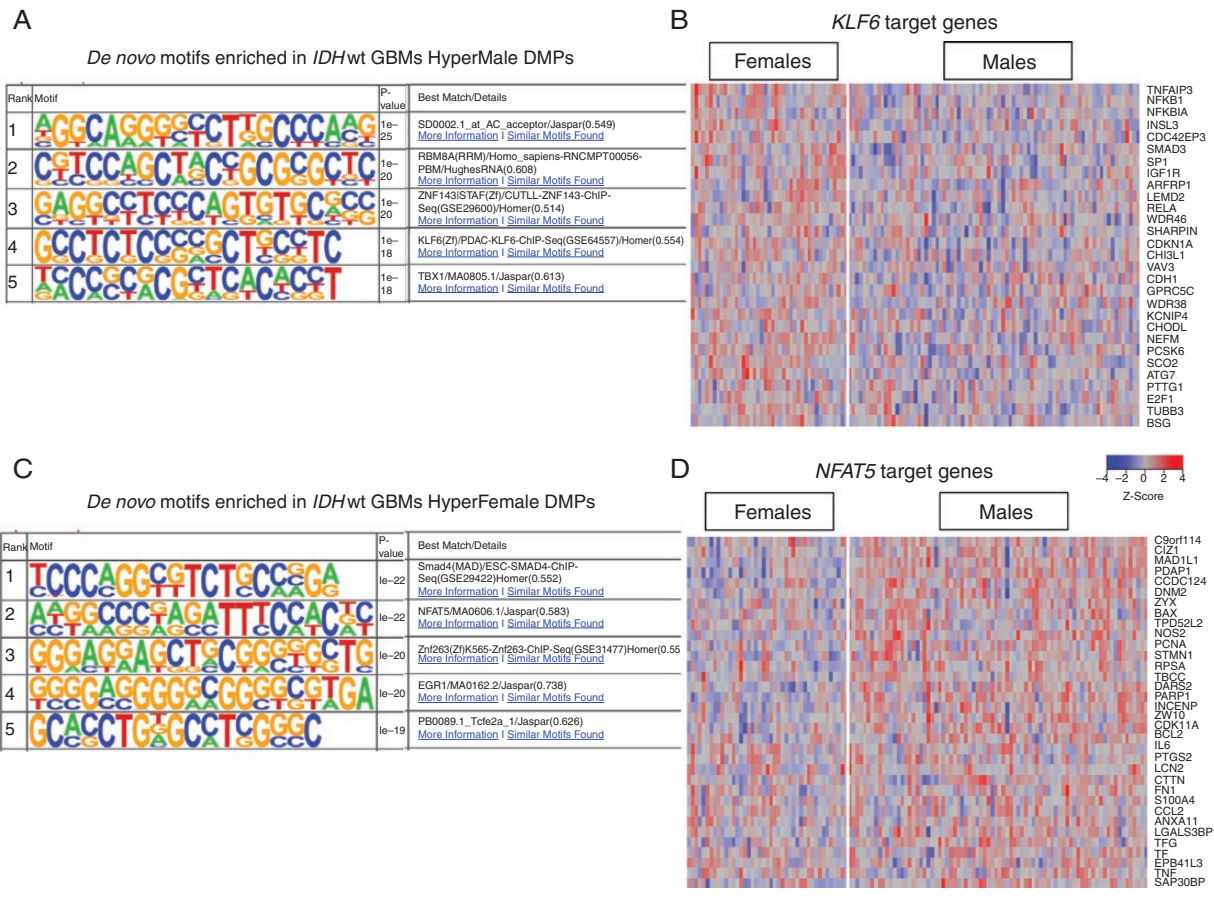 A
De novo motifs enriched in IDHwt GBMs HyperMale DMPs
Rank Motif P-value Best Match/Details
1 1e–25 SD0002.1_at_AC_acceptor/Jaspar(0.549)
More Information | Similar Motifs Found
2 1e–20 RBM8A(RRM)/Homo_sapiens-RNCMPT00056-
PBM/HughesRNA(0.608)
More Information | Similar Motifs Found
3 1e–20 ZNF143|STAF(Zf)/CUTLL-ZNF143-ChIP-
Seq(GSE29600)/Homer(0.514)
More Information | Similar Motifs Found
4 1e–18 KLF6(Zf)/PDAC-KLF6-ChIP-Seq(GSE64557)/Homer(0.554)
More Information | Similar Motifs Found
5 1e–18 TBX1/MA0805.1/Jaspar(0.613)
More Information | Similar Motifs Found
B
KLF6 target genes
Females Males
TNFAIP3
NFKB1
NFKBIA
INSL3
CDC42EP3
SMAD3
SP1
IGF1R
ARFRP1
LEMD2
RELA
WDR46
SHARPIN
CDKN1A
CHI3L1
VAV3
CDH1
GPRC5C
WDR38
KCNIP4
CHODL
NEFM
PCSK6
SCO2
ATG7
PTTG1
E2F1
TUBB3
BSG
C
De novo motifs enriched in IDHwt GBMs HyperFemale DMPs
Rank Motif P-value Best Match/Details
1 le–22 Smad4(MAD)/ESC-SMAD4-ChIP-
Seq(GSE29422)Homer(0.552)
More Information | Similar Motifs Found
2 le–22 NFAT5/MA0606.1/Jaspar(0.583)
More Information | Similar Motifs Found
3 le–20 Znf263(Zf)K565-Znf263-ChIP-Seq(GSE31477)Homer(0.55
More Information | Similar Motifs Found
4 le–20 EGR1/MA0162.2/Jaspar(0.738)
More Information | Similar Motifs Found
5 le–19 PB0089.1_Tcfe2a_1/Jaspar(0.626)
More Information | Similar Motifs Found
D
NFAT5 target genes
–4 –2 0 2 4
Z-Score
Females Males
C9orf114
CIZ1
MAD1L1
PDAP1
CCDC124
DNM2
ZYX
BAX
TPD52L2
NOS2
PCNA
STMN1
RPSA
TBCC
DARS2
PARP1
INCENP
ZW10
CDK11A
BCL2
IL6
PTGS2
LCN2
CTTN
FN1
S100A4
CCL2
ANXA11
LGALS3BP
TFG
TF
EPB41L3
TNF
SAP30BP